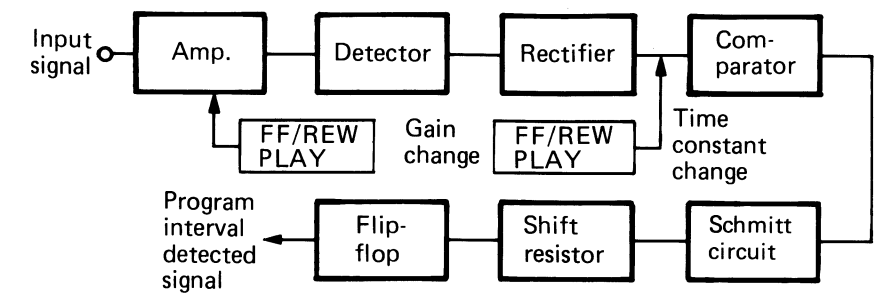 Input
signal
Amp.
Detector
Rectifier
Com-
parator
FF/REW
PLAY
Gain
change
FF/REW
PLAY
Time
constant
change
Program
interval
detected
signal
Flip-
flop
Shift
resistor
Schmitt
circuit